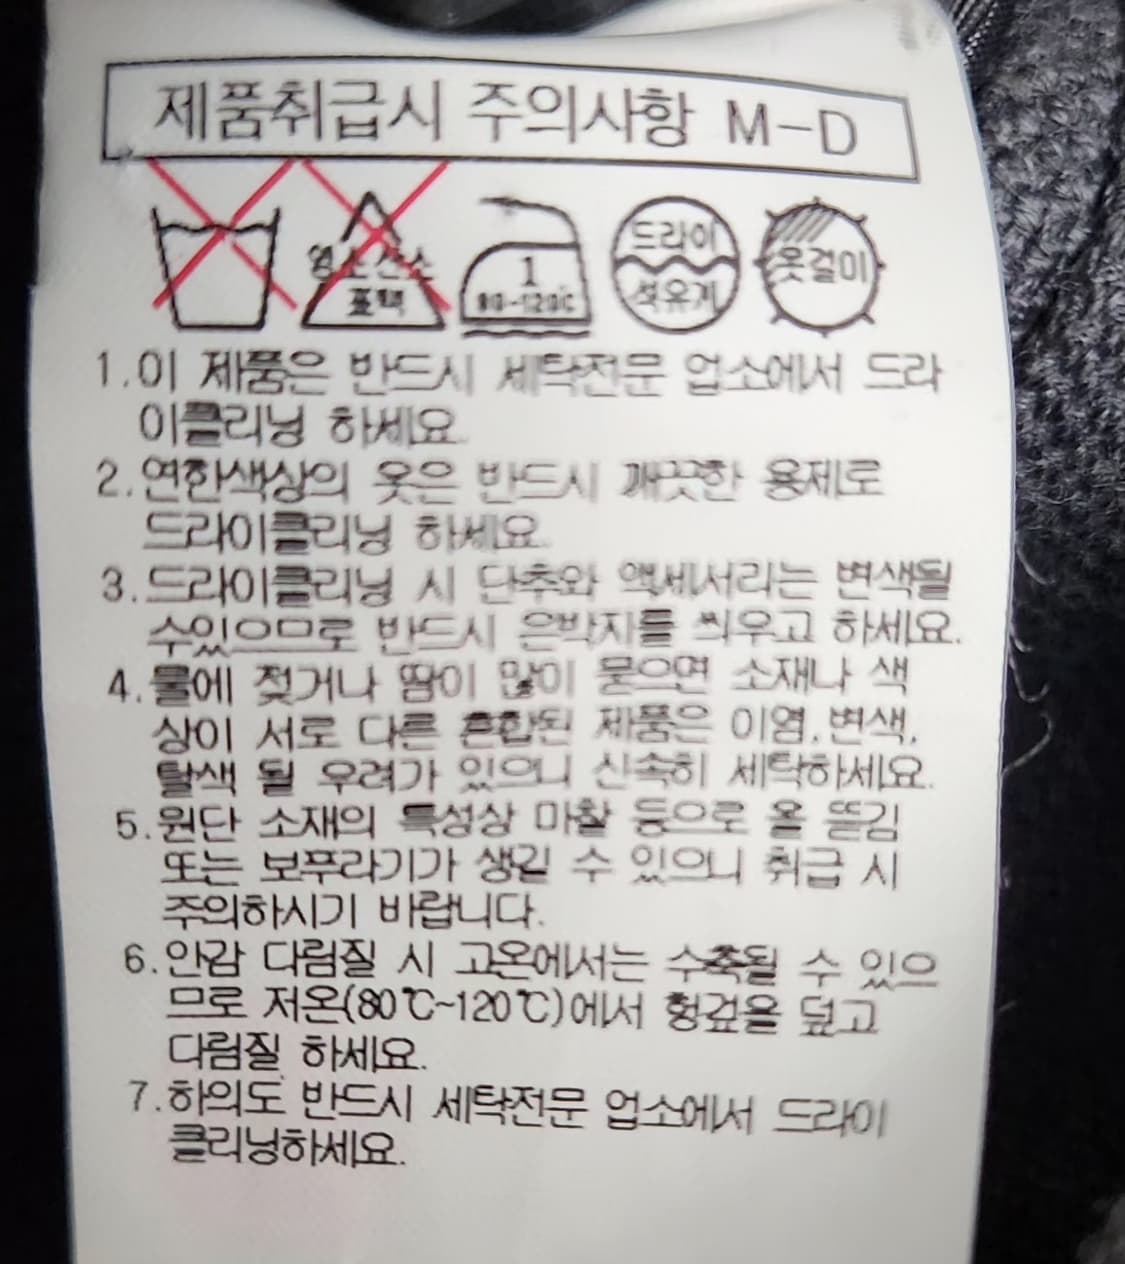 제품취급시 주의사항 M-D
염소산소
표백
1
80-120℃
드라이
석유계
옷걸이
1.이 제품은 반드시 세탁전문 업소에서 드라
이클리닝 하세요.
2.연한색상의 옷은 반드시 깨끗한 용제로
드라이클리닝 하세요.
3.드라이클리닝 시 단추와 액세서리는 변색될
수있으므로 반드시 은박지를 씌우고 하세요.
4.물에 젖거나 땀이 많이 묻으면 소재나 색
상이 서로 다른 혼합된 제품은 이염,변색,
탈색 될 우려가 있으니 신속히 세탁하세요.
5.원단 소재의 특성상 마찰 등으로 올 뜯김
또는 보푸라기가 생길 수 있으니 취급 시
주의하시기 바랍니다.
6.안감 다림질 시 고온에서는 수축될 수 있으
므로 저온(80℃~120℃)에서 헝겊을 덮고
다림질 하세요.
7.하의도 반드시 세탁전문 업소에서 드라이
클리닝하세요.